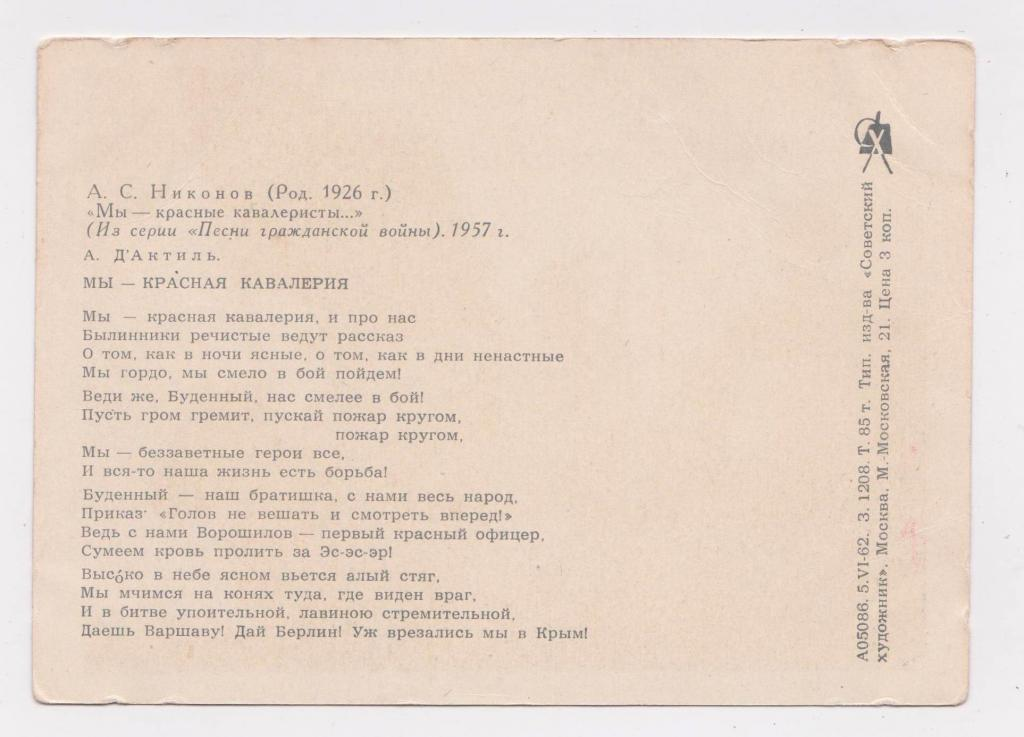 А. С. Никонов (Род. 1926 г.)
«Мы — красные кавалеристы...»
(Из серии «Песни гражданской войны). 1957 г.
А. Д'Актиль.
МЫ — КРАСНАЯ КАВАЛЕРИЯ
Мы — красная кавалерия, и про нас
Былинники речистые ведут рассказ
О том, как в ночи ясные, о том, как в дни ненастные
Мы гордо, мы смело в бой пойдем!
Веди же, Буденный, нас смелее в бой!
Пусть гром гремит, пускай пожар кругом,
пожар кругом,
Мы — беззаветные герои все,
И вся-то наша жизнь есть борьба!
Буденный — наш братишка, с нами весь народ,
Приказ «Голов не вешать и смотреть вперед!»
Ведь с нами Ворошилов — первый красный офицер,
Сумеем кровь пролить за Эс-эс-эр!
Высоко в небе ясном вьется алый стяг,
Мы мчимся на конях туда, где виден враг,
И в битве упоительной, лавиною стремительной,
Даешь Варшаву! Дай Берлин! Уж врезались мы в Крым!
А05086. 5.VI-62. З. 1208. Т. 85 т. Тип. изд-ва «Советский
художник». Москва, М.-Московская, 21. Цена 3 коп.
СХ